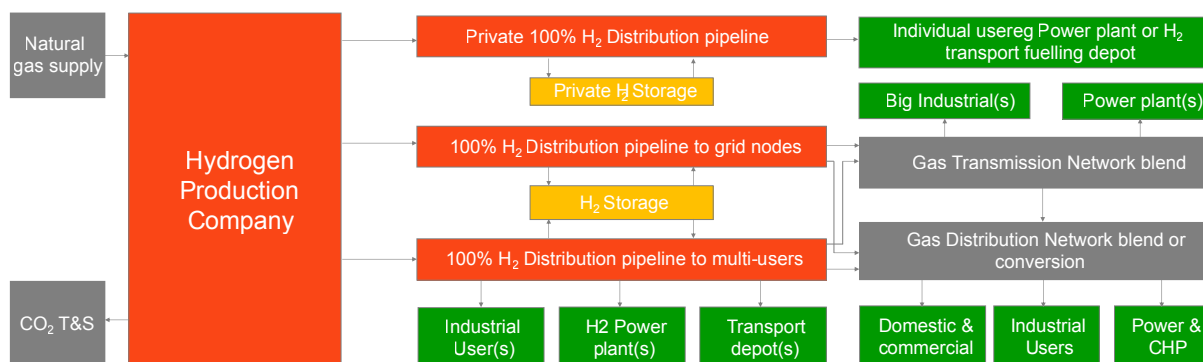 Natural
gas supply
Hydrogen
Production
Company
CO₂ T&S
Private 100% H₂ Distribution pipeline
Private H₂ Storage
100% H₂ Distribution pipeline to grid nodes
H₂ Storage
100% H₂ Distribution pipeline to multi-users
Industrial
User(s)
H2 Power
plant(s)
Transport
depot(s)
Individual usereg Power plant or H₂
transport fuelling depot
Big Industrial(s)
Power plant(s)
Gas Transmission Network blend
Gas Distribution Network blend or
conversion
Domestic &
commercial
Industrial
Users
Power &
CHP